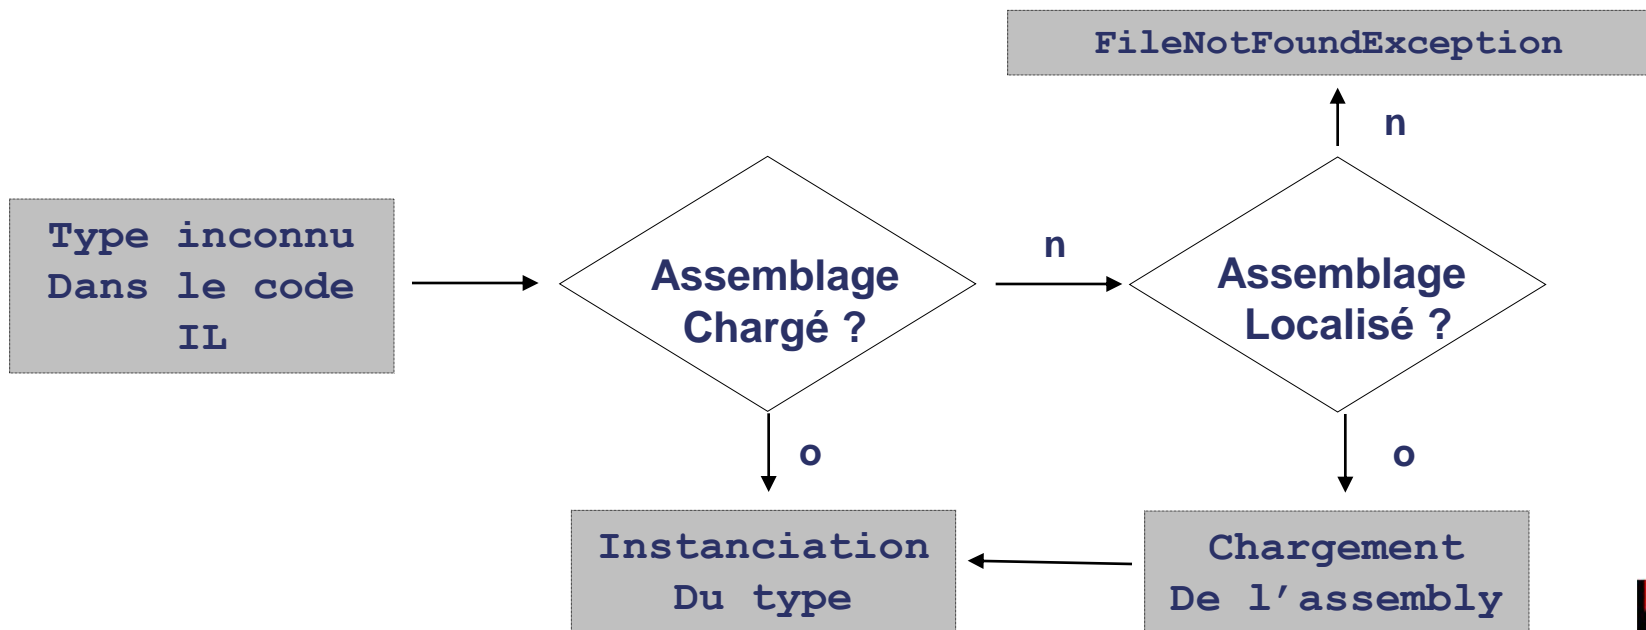 FileNotFoundException
n
Type inconnu
Dans le code
IL
Assemblage
Chargé ?
n
Assemblage
Localisé ?
o
o
Instanciation
Du type
Chargement
De l'assembly